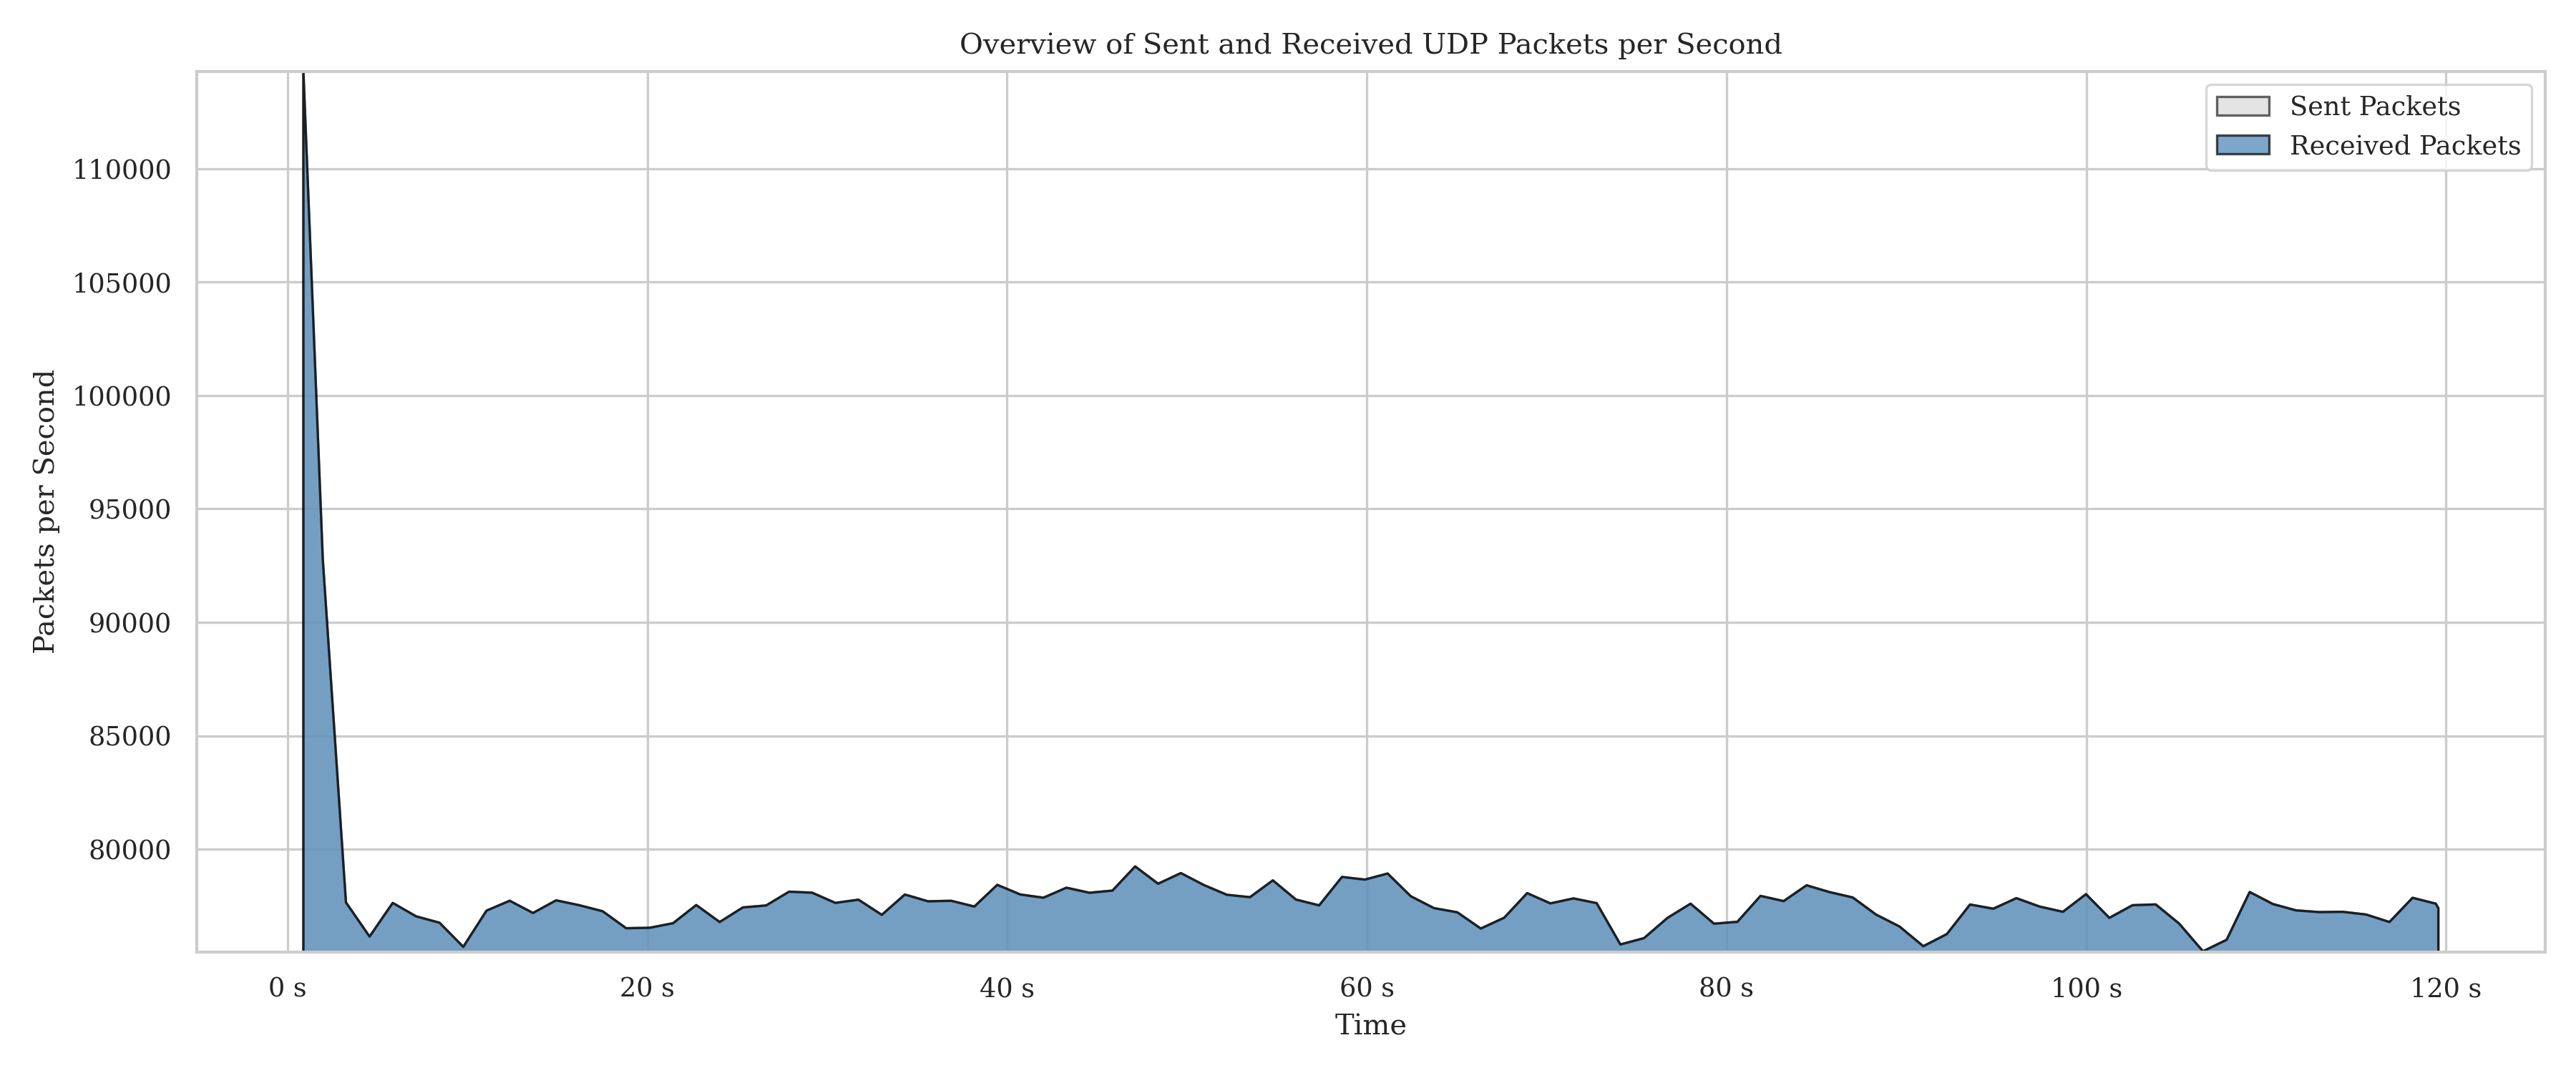 Overview of Sent and Received UDP Packets per Second
Sent Packets
Received Packets
Packets per Second
110000
105000
100000
95000
90000
85000
80000
0 s
20 s
40 s
60 s
80 s
100 s
120 s
Time